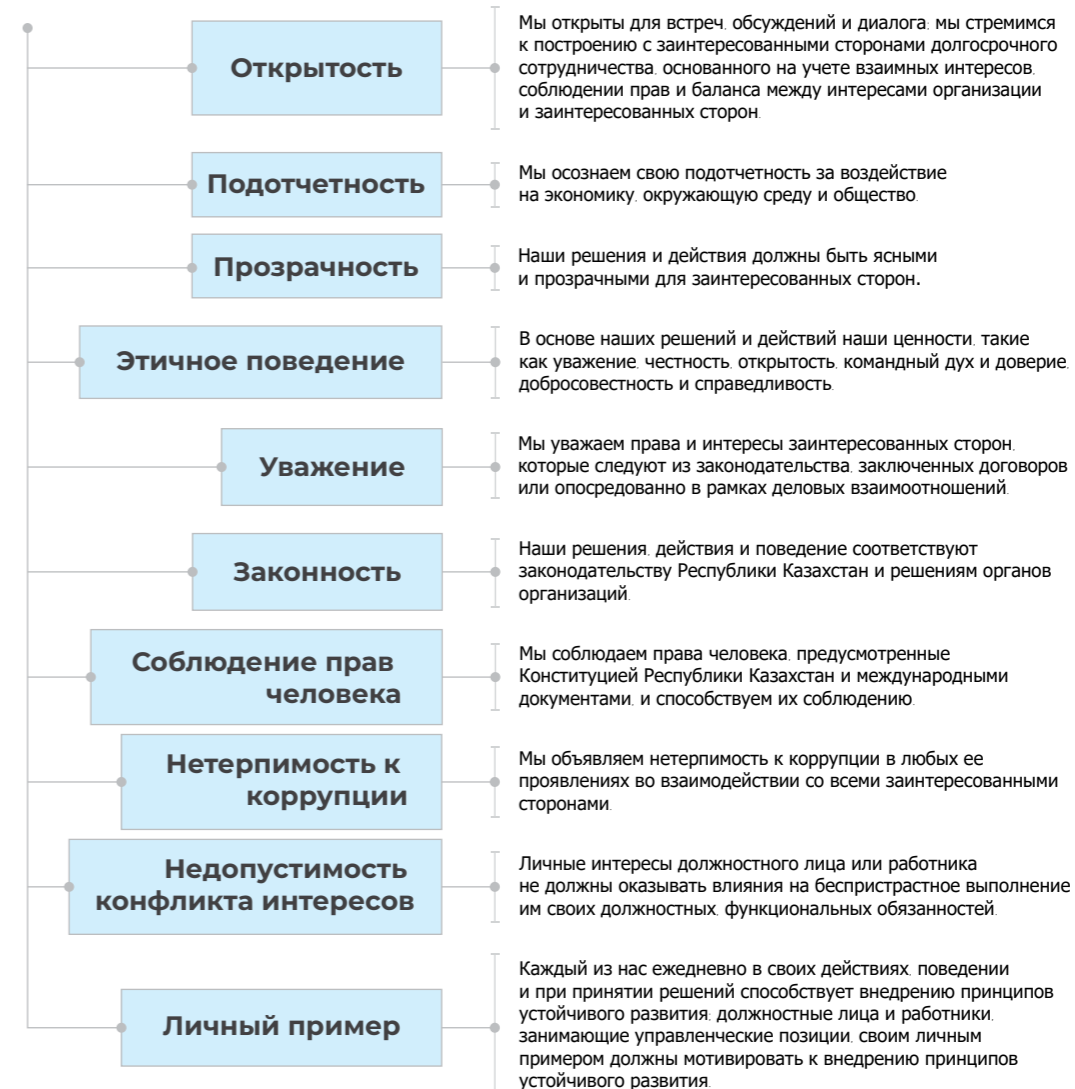 Открытость
Мы открыты для встреч, обсуждений и диалога; мы стремимся
к построению с заинтересованными сторонами долгосрочного
сотрудничества, основанного на учете взаимных интересов,
соблюдении прав и баланса между интересами организации
и заинтересованных сторон.
Подотчетность
Мы осознаем свою подотчетность за воздействие
на экономику, окружающую среду и общество.
Прозрачность
Наши решения и действия должны быть ясными
и прозрачными для заинтересованных сторон.
Этичное поведение
В основе наших решений и действий наши ценности, такие
как уважение, честность, открытость, командный дух и доверие,
добросовестность и справедливость.
Уважение
Мы уважаем права и интересы заинтересованных сторон,
которые следуют из законодательства, заключенных договоров
или опосредованно в рамках деловых взаимоотношений.
Законность
Наши решения, действия и поведение соответствуют
законодательству Республики Казахстан и решениям органов
организаций.
Соблюдение прав
человека
Мы соблюдаем права человека, предусмотренные
Конституцией Республики Казахстан и международными
документами, и способствуем их соблюдению.
Нетерпимость к
коррупции
Мы объявляем нетерпимость к коррупции в любых ее
проявлениях во взаимодействии со всеми заинтересованными
сторонами.
Недопустимость
конфликта интересов
Личные интересы должностного лица или работника
не должны оказывать влияния на беспристрастное выполнение
им своих должностных, функциональных обязанностей.
Личный пример
Каждый из нас ежедневно в своих действиях, поведении
и при принятии решений способствует внедрению принципов
устойчивого развития; должностные лица и работники,
занимающие управленческие позиции, своим личным
примером должны мотивировать к внедрению принципов
устойчивого развития.